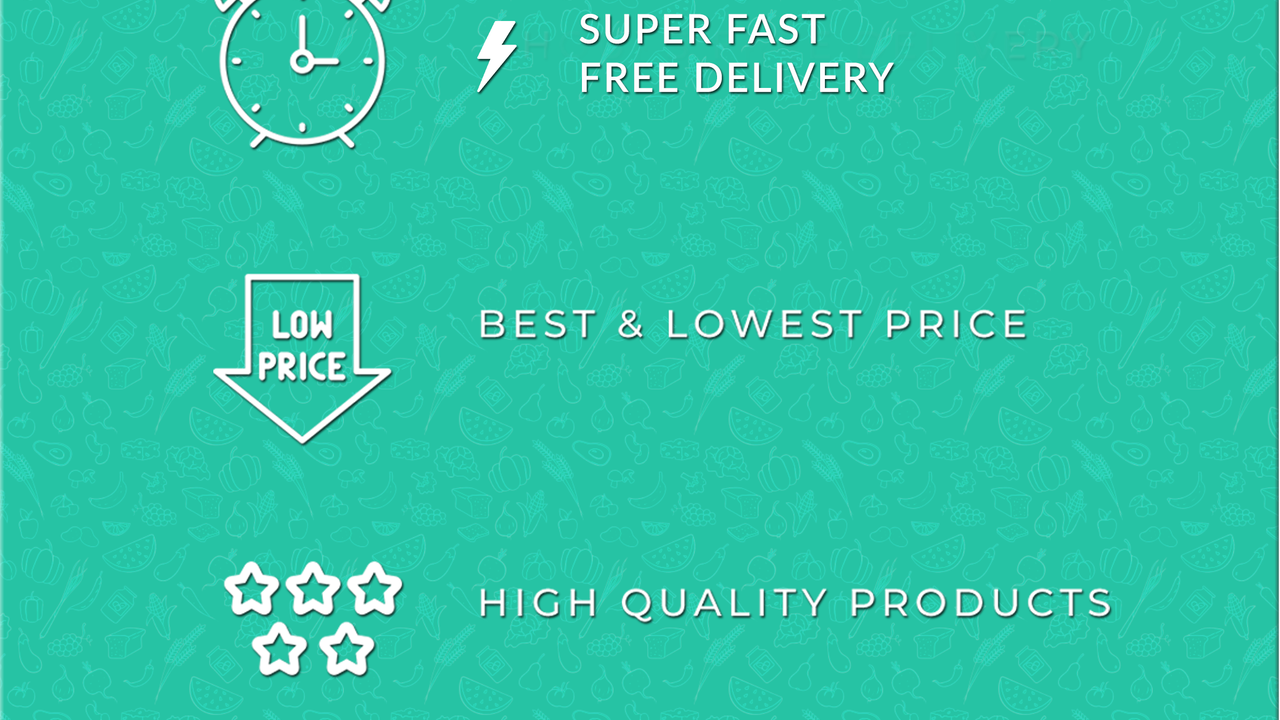 SUPER FAST
FREE DELIVERY
LOW
PRICE
BEST & LOWEST PRICE
HIGH QUALITY PRODUCTS